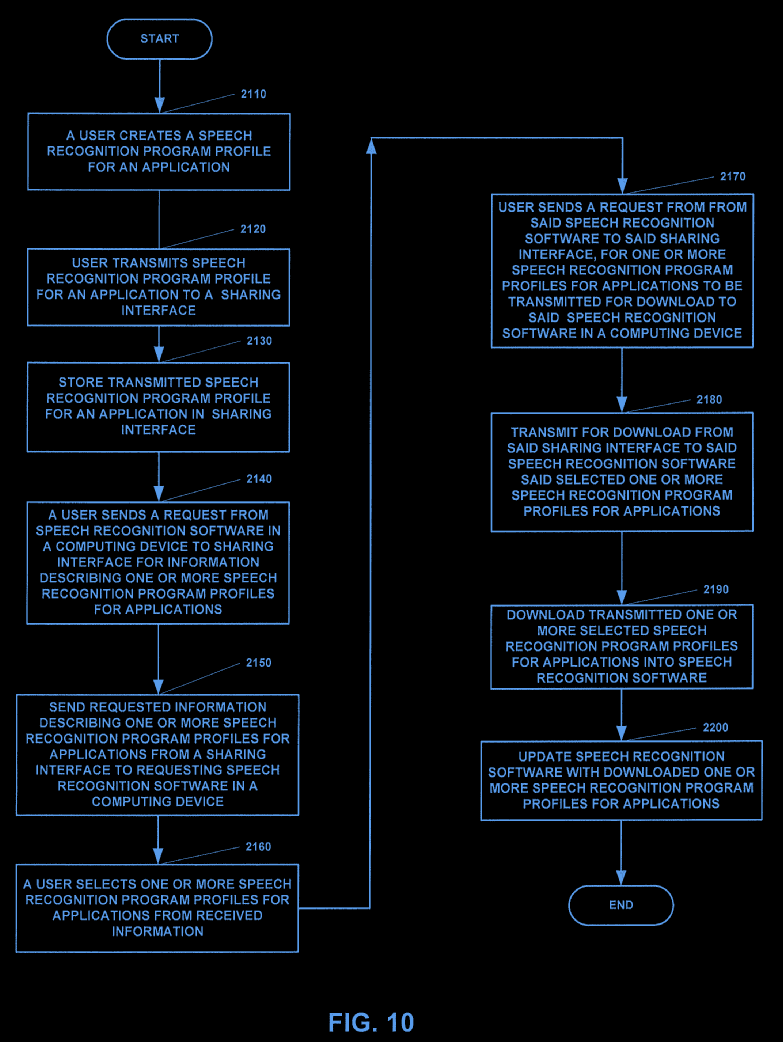 START
2110
A USER CREATES A SPEECH
RECOGNITION PROGRAM PROFILE
FOR AN APPLICATION
2120
USER TRANSMITS SPEECH
RECOGNITION PROGRAM PROFILE
FOR AN APPLICATION TO A SHARING
INTERFACE
2130
STORE TRANSMITTED SPEECH
RECOGNITION PROGRAM PROFILE
FOR AN APPLICATION IN SHARING
INTERFACE
2140
A USER SENDS A REQUEST FROM
SPEECH RECOGNITION SOFTWARE IN
A COMPUTING DEVICE TO SHARING
INTERFACE FOR INFORMATION
DESCRIBING ONE OR MORE SPEECH
RECOGNITION PROGRAM PROFILES
FOR APPLICATIONS
2150
SEND REQUESTED INFORMATION
DESCRIBING ONE OR MORE SPEECH
RECOGNITION PROGRAM PROFILES FOR
APPLICATIONS FROM A SHARING
INTERFACE TO REQUESTING SPEECH
RECOGNITION SOFTWARE IN A
COMPUTING DEVICE
2160
A USER SELECTS ONE OR MORE SPEECH
RECOGNITION PROGRAM PROFILES FOR
APPLICATIONS FROM RECEIVED
INFORMATION
2170
USER SENDS A REQUEST FROM FROM
SAID SPEECH RECOGNITION
SOFTWARE TO SAID SHARING
INTERFACE, FOR ONE OR MORE
SPEECH RECOGNITION PROGRAM
PROFILES FOR APPLICATIONS TO BE
TRANSMITTED FOR DOWNLOAD TO
SAID SPEECH RECOGNITION
SOFTWARE IN A COMPUTING DEVICE
2180
TRANSMIT FOR DOWNLOAD FROM
SAID SHARING INTERFACE TO SAID
SPEECH RECOGNITION SOFTWARE
SAID SELECTED ONE OR MORE
SPEECH RECOGNITION PROGRAM
PROFILES FOR APPLICATIONS
2190
DOWNLOAD TRANSMITTED ONE OR
MORE SELECTED SPEECH
RECOGNITION PROGRAM PROFILES
FOR APPLICATIONS INTO SPEECH
RECOGNITION SOFTWARE
2200
UPDATE SPEECH RECOGNITION
SOFTWARE WITH DOWNLOADED ONE OR
MORE SPEECH RECOGNITION PROGRAM
PROFILES FOR APPLICATIONS
END
FIG. 10